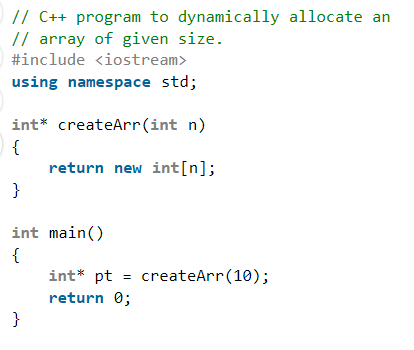 // C++ program to dynamically allocate an
// array of given size.
#include <iostream>
using namespace std;

int* createArr(int n)
{
    return new int[n];
}

int main()
{
    int* pt = createArr(10);
    return 0;
}